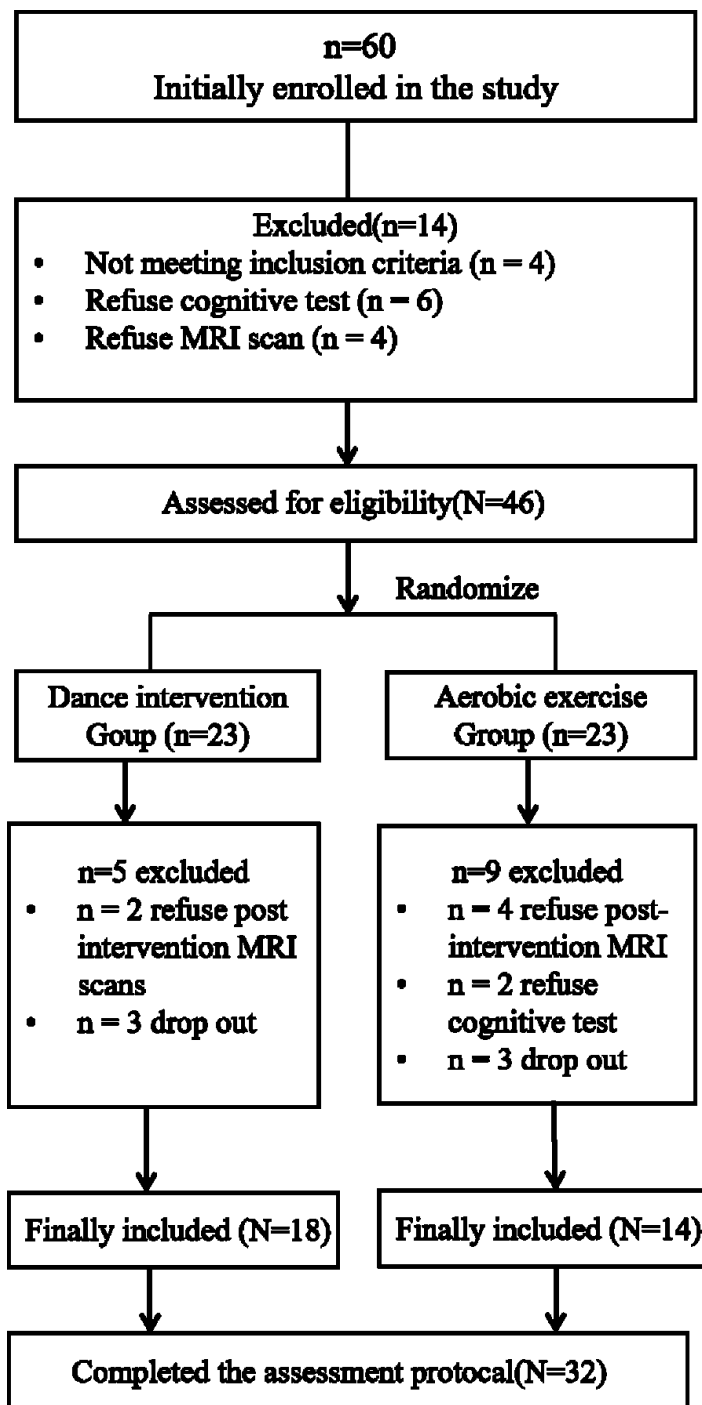 n=60
Initially enrolled in the study
Excluded(n=14)
• Not meeting inclusion criteria (n = 4)
• Refuse cognitive test (n = 6)
• Refuse MRI scan (n = 4)
Assessed for eligibility(N=46)
Randomize
Dance intervention
Goup (n=23)
Aerobic exercise
Group (n=23)
n=5 excluded
• n = 2 refuse post
intervention MRI
scans
• n = 3 drop out
n=9 excluded
• n = 4 refuse post-
intervention MRI
• n = 2 refuse
cognitive test
• n = 3 drop out
Finally included (N=18)
Finally included (N=14)
Completed the assessment protocal(N=32)